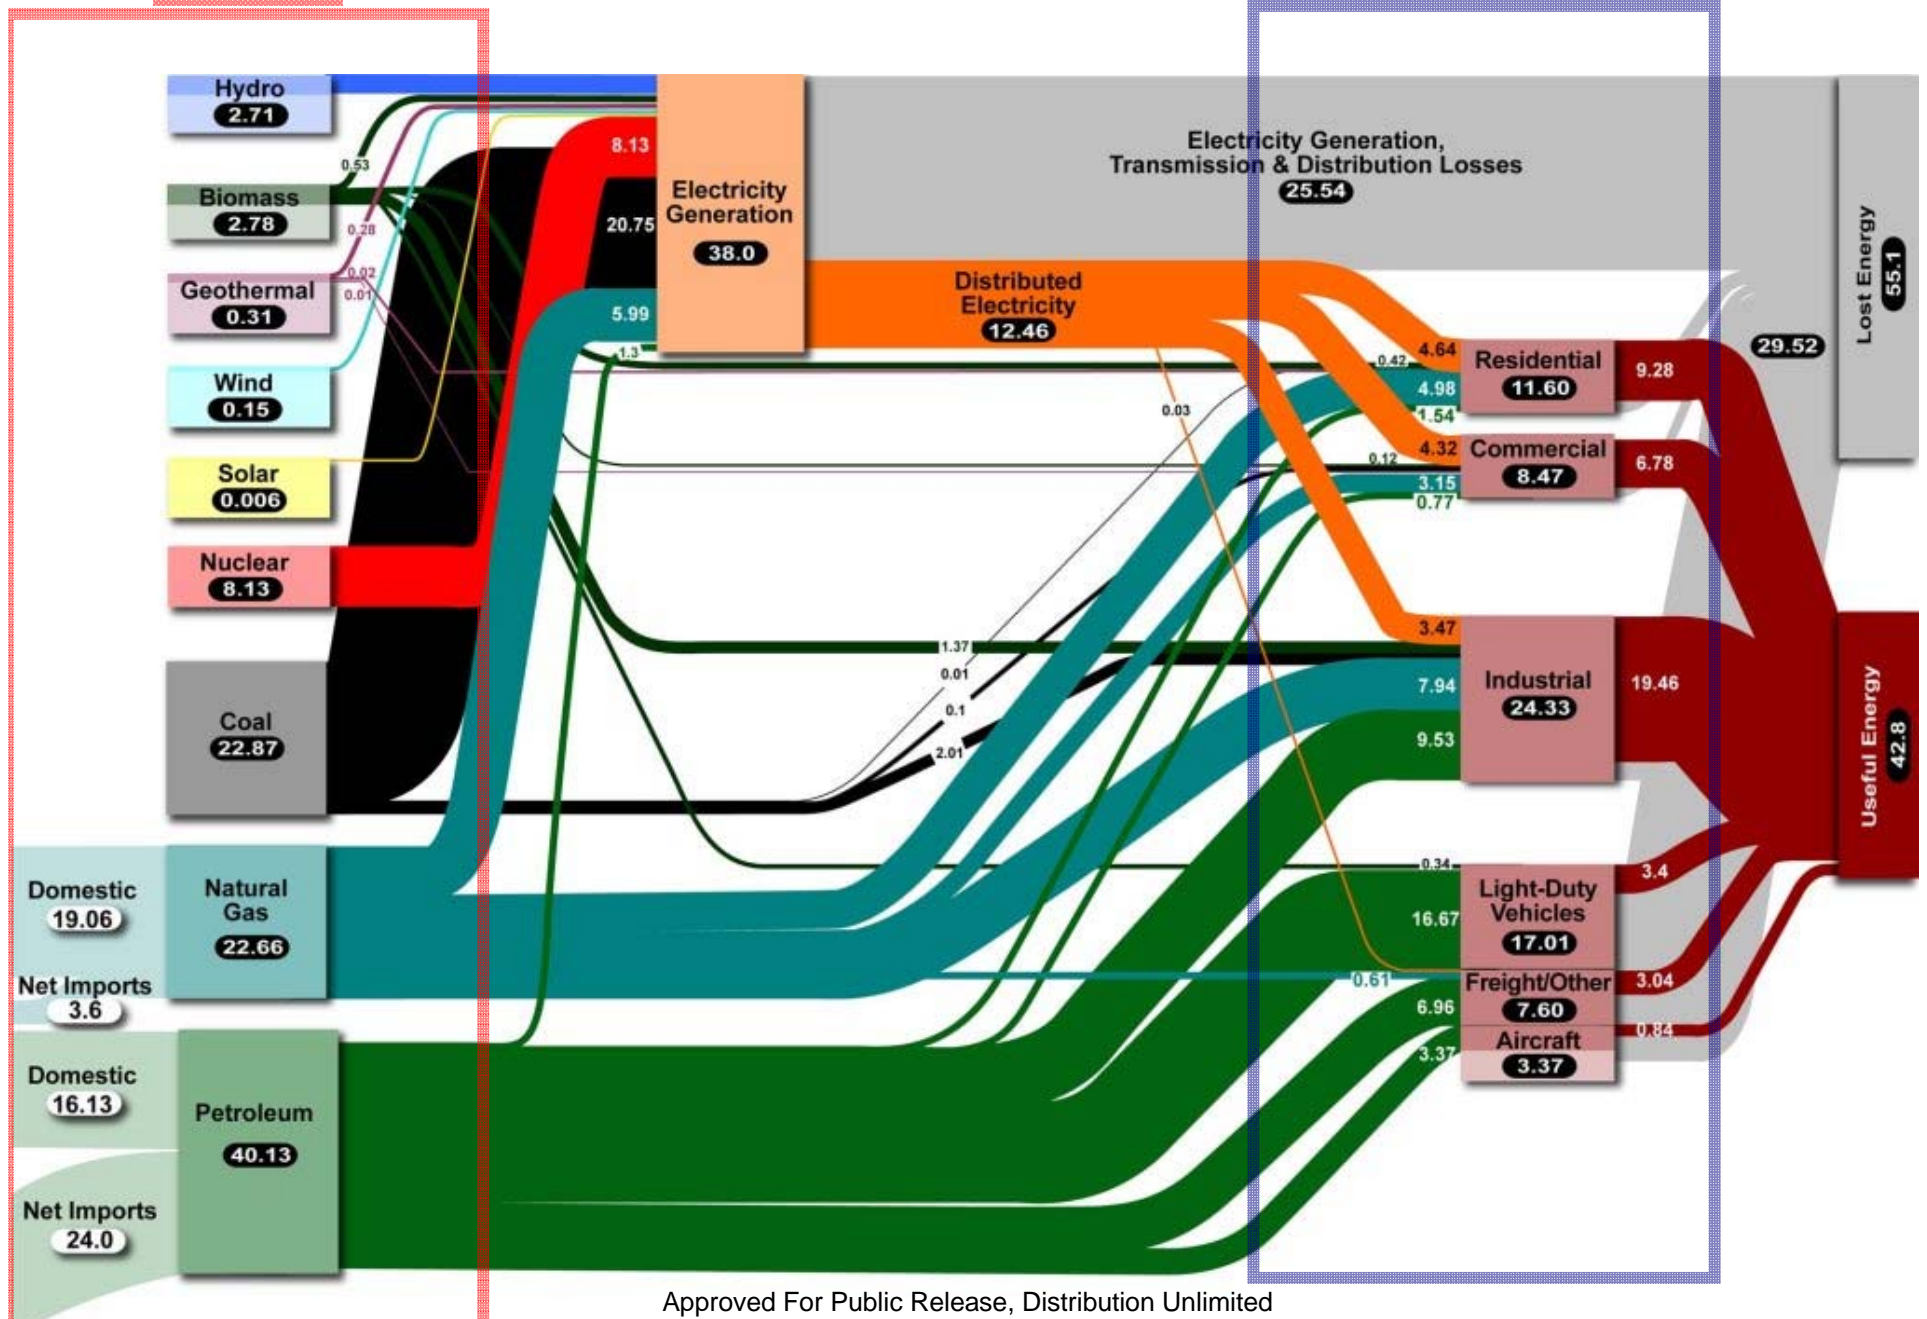 Hydro
2.71
Biomass
2.78
Geothermal
0.31
Wind
0.15
Solar
0.006
Nuclear
8.13
Coal
22.87
Domestic
19.06
Net Imports
3.6
Natural
Gas
22.66
Domestic
16.13
Net Imports
24.0
Petroleum
40.13
0.53
0.28
0.02
0.01
8.13
20.75
5.99
1.3
Electricity
Generation
38.0
Electricity Generation,
Transmission & Distribution Losses
25.54
Distributed
Electricity
12.46
0.03
1.37
0.01
0.1
2.01
4.64
0.42
4.98
1.54
4.32
0.12
3.15
0.77
3.47
7.94
9.53
0.34
16.67
0.61
6.96
3.37
Residential
11.60
Commercial
8.47
Industrial
24.33
Light-Duty
Vehicles
17.01
Freight/Other
7.60
Aircraft
3.37
9.28
6.78
19.46
3.4
3.04
0.84
29.52
Lost Energy
55.1
Useful Energy
42.8
Approved For Public Release, Distribution Unlimited